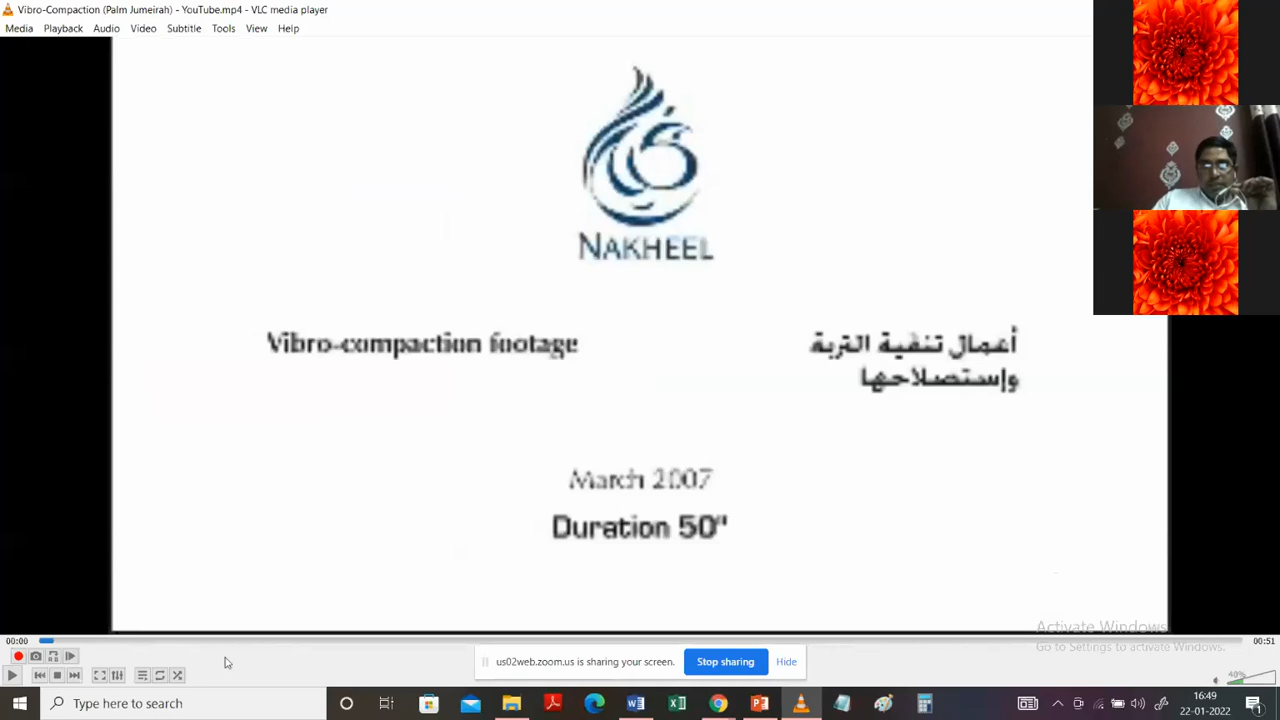 Vibro-Compaction (Palm Jumeirah) - YouTube.mp4 - VLC media player
Media Playback Audio Video Subtitle Tools View Help
NAKHEEL
Vibro-compaction footage
أعمال تنقية التربة
وإستصلاحها
March 2007
Duration 50"
Activate Windows
Go to Settings to activate Windows.
00:00
00:51
us02web.zoom.us is sharing your screen.
Stop sharing
Hide
40%
Type here to search
16:49
22-01-2022